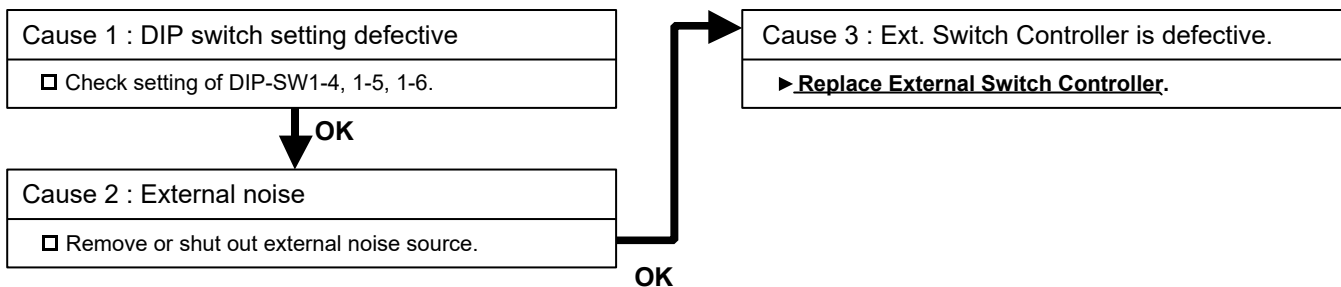 Cause 1 : DIP switch setting defective
☐ Check setting of DIP-SW1-4, 1-5, 1-6.
OK
Cause 2 : External noise
☐ Remove or shut out external noise source.
OK
Cause 3 : Ext. Switch Controller is defective.
► Replace External Switch Controller.